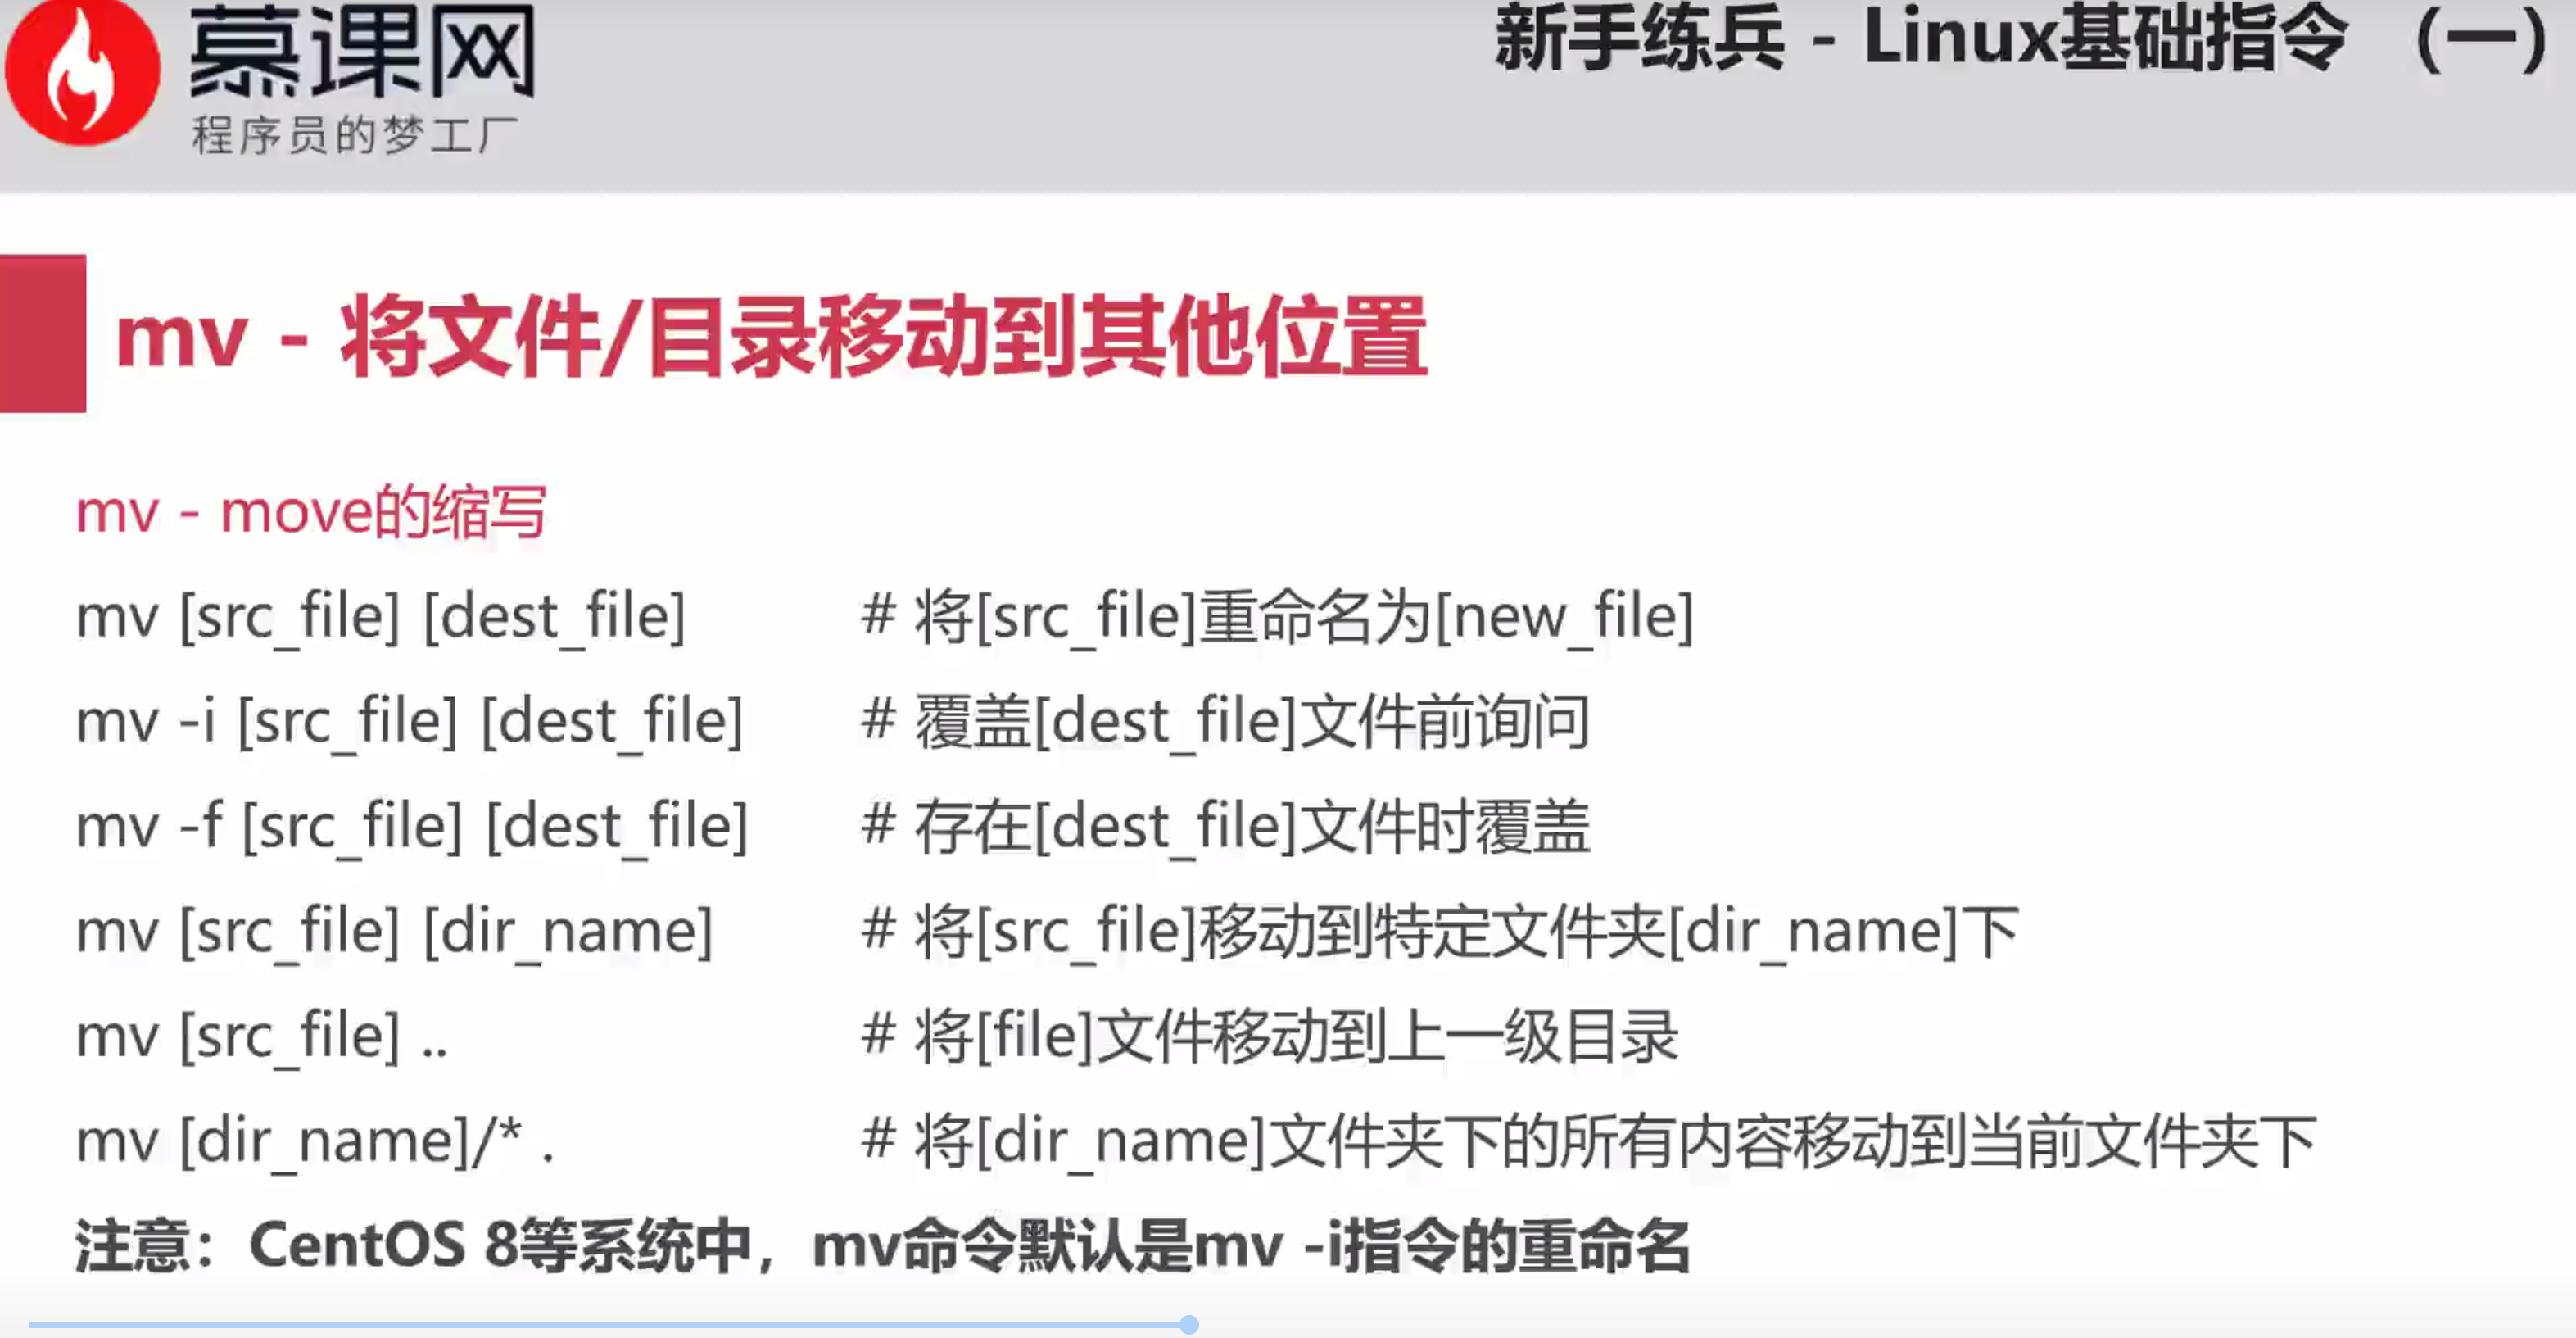 慕课网
程序员的梦工厂
新手练兵 - Linux基础指令 （一）
mv - 将文件/目录移动到其他位置
mv - move的缩写
mv [src_file] [dest_file] # 将[src_file]重命名为[new_file]
mv -i [src_file] [dest_file] # 覆盖[dest_file]文件前询问
mv -f [src_file] [dest_file] # 存在[dest_file]文件时覆盖
mv [src_file] [dir_name] # 将[src_file]移动到特定文件夹[dir_name]下
mv [src_file] .. # 将[file]文件移动到上一级目录
mv [dir_name]/* . # 将[dir_name]文件夹下的所有内容移动到当前文件夹下
注意：CentOS 8等系统中，mv命令默认是mv -i指令的重命名